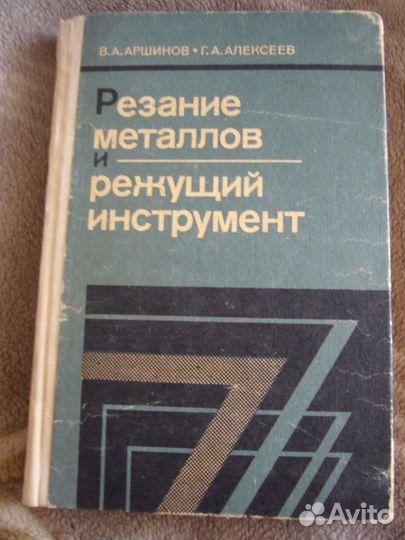 В.А.АРШИНОВ • Г.А.АЛЕКСЕЕВ
Резание
металлов
и
режущий
инструмент
Avito